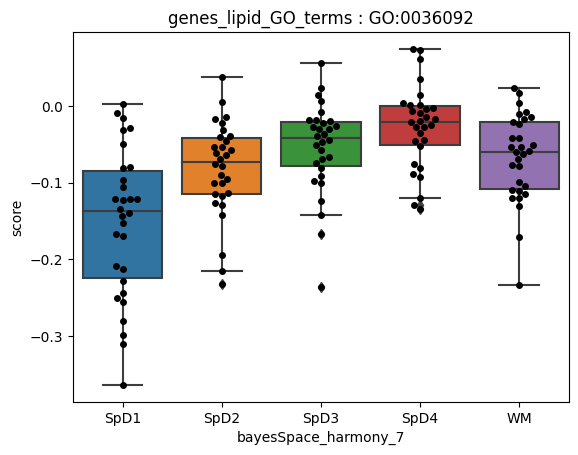 genes_lipid_GO_terms : GO:0036092
score
0.0
−0.1
−0.2
−0.3
SpD1 SpD2 SpD3 SpD4 WM
bayesSpace_harmony_7